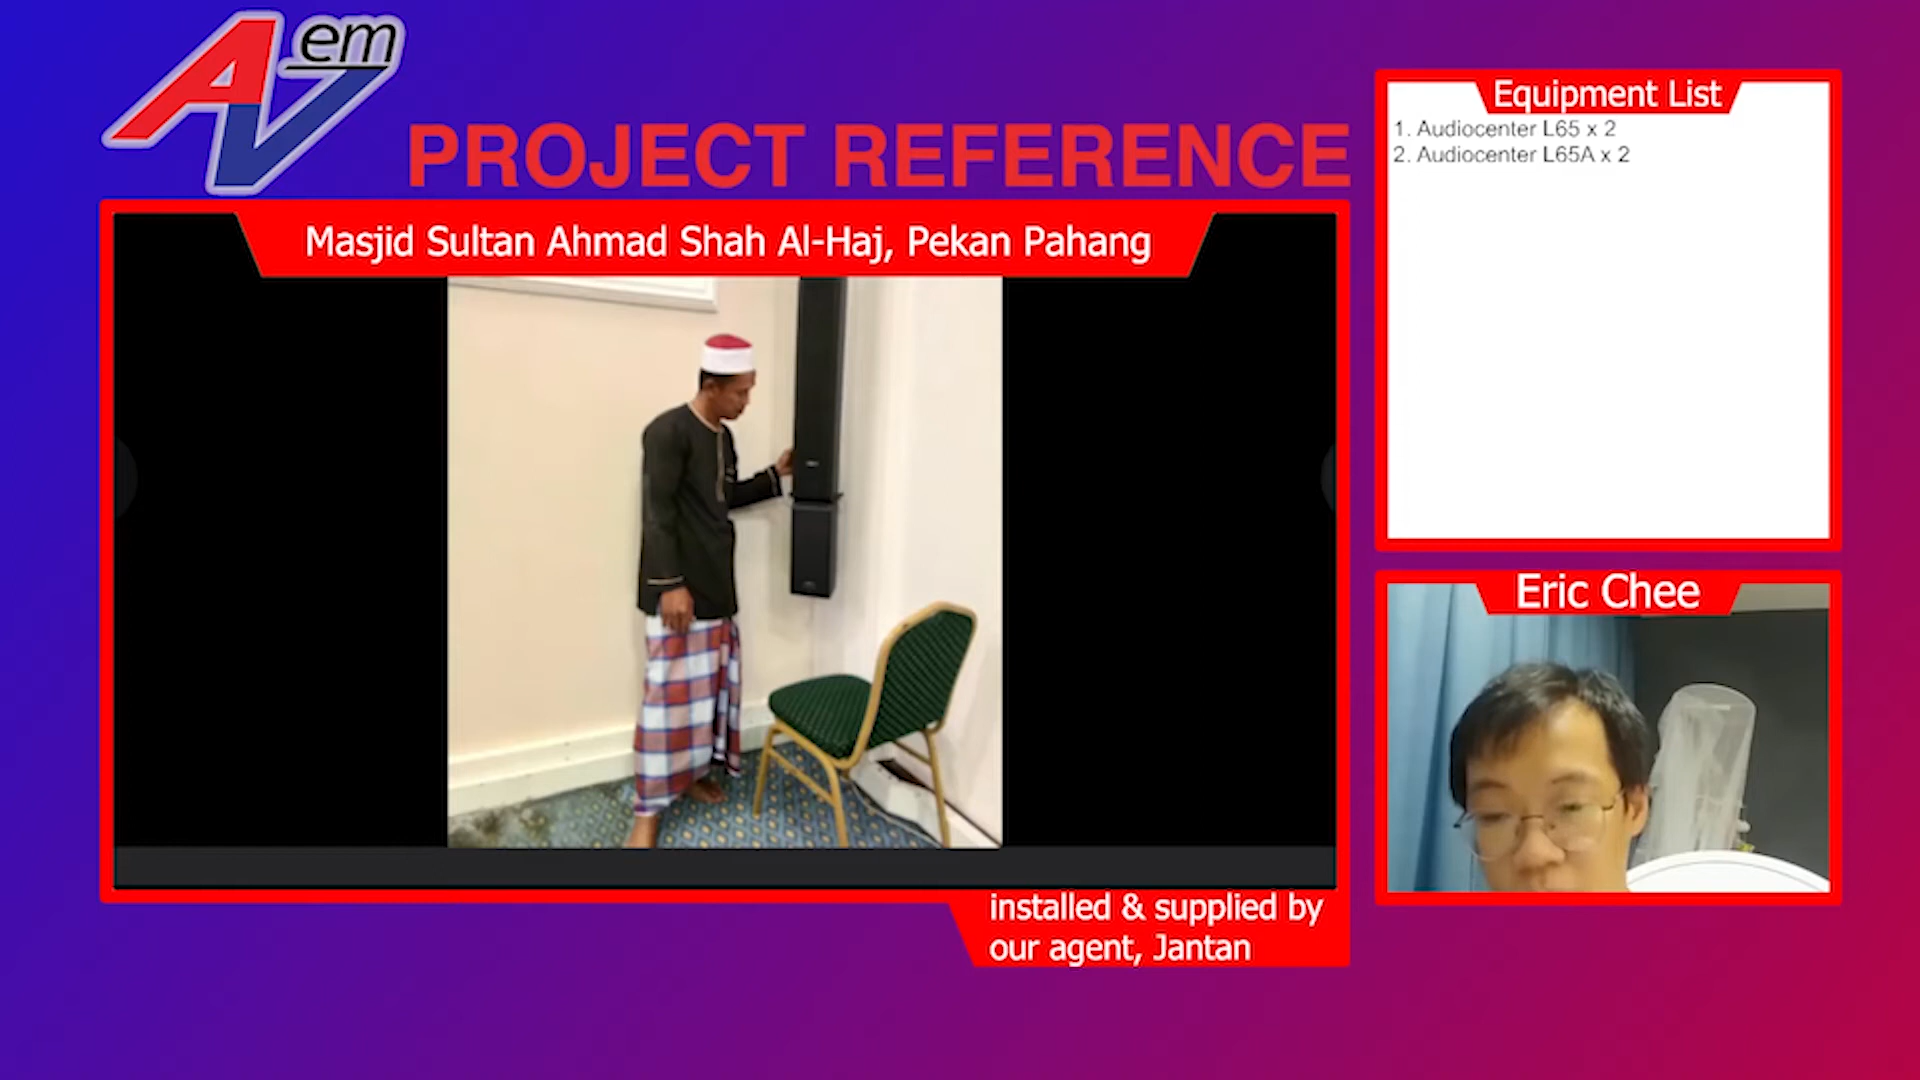 AV em
PROJECT REFERENCE
Masjid Sultan Ahmad Shah Al-Haj, Pekan Pahang
installed & supplied by
our agent, Jantan
Equipment List
1. Audiocenter L65 x 2
2. Audiocenter L65A x 2
Eric Chee